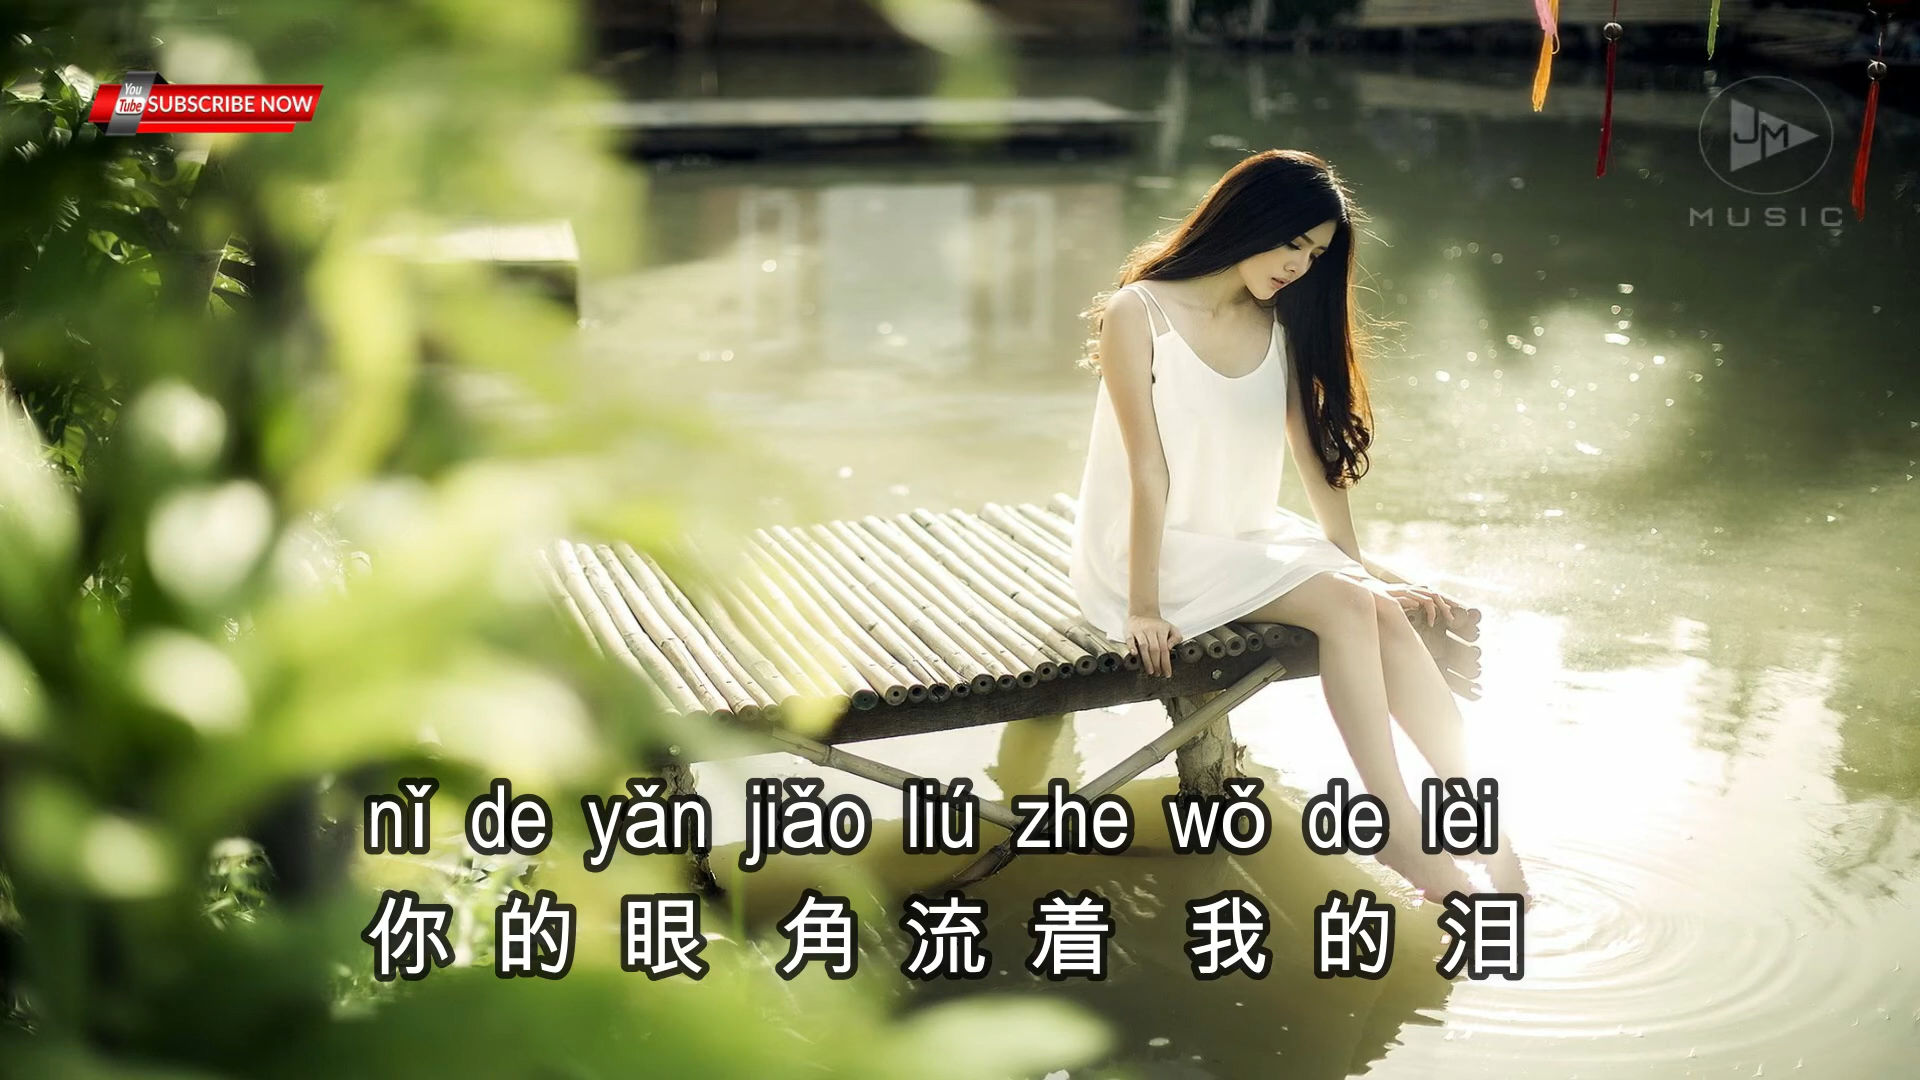 You
Tube SUBSCRIBE NOW
JM
MUSIC
nǐ de yǎn jiǎo liú zhe wǒ de lèi
你的眼 角流着 我的泪